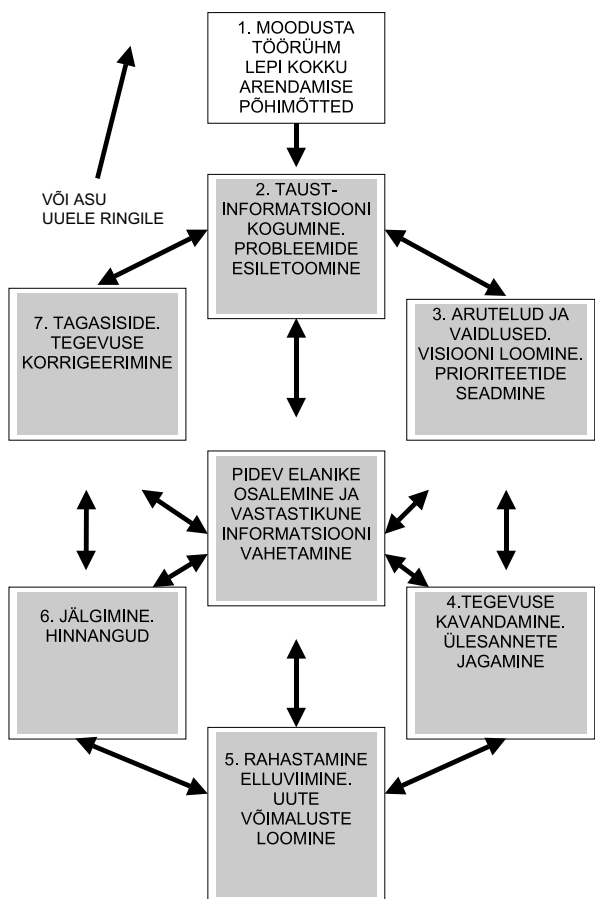 1. MOODUSTA
TÖÖRÜHM
LEPI KOKKU
ARENDAMISE
PÕHIMÕTTED
VÕI ASU
UUELE RINGILE
2. TAUST-
INFORMATSIOONI
KOGUMINE.
PROBLEEMIDE
ESILETOOMINE
7. TAGASISIDE.
TEGEVUSE
KORRIGEERIMINE
3. ARUTELUD JA
VAIDLUSED.
VISIOONI LOOMINE.
PRIORITEETIDE
SEADMINE
PIDEV ELANIKE
OSALEMINE JA
VASTASTIKUNE
INFORMATSIOONI
VAHETAMINE
6. JÄLGIMINE.
HINNANGUD
4.TEGEVUSE
KAVANDAMINE.
ÜLESANNETE
JAGAMINE
5. RAHASTAMINE
ELLUVIIMINE.
UUTE
VÕIMALUSTE
LOOMINE